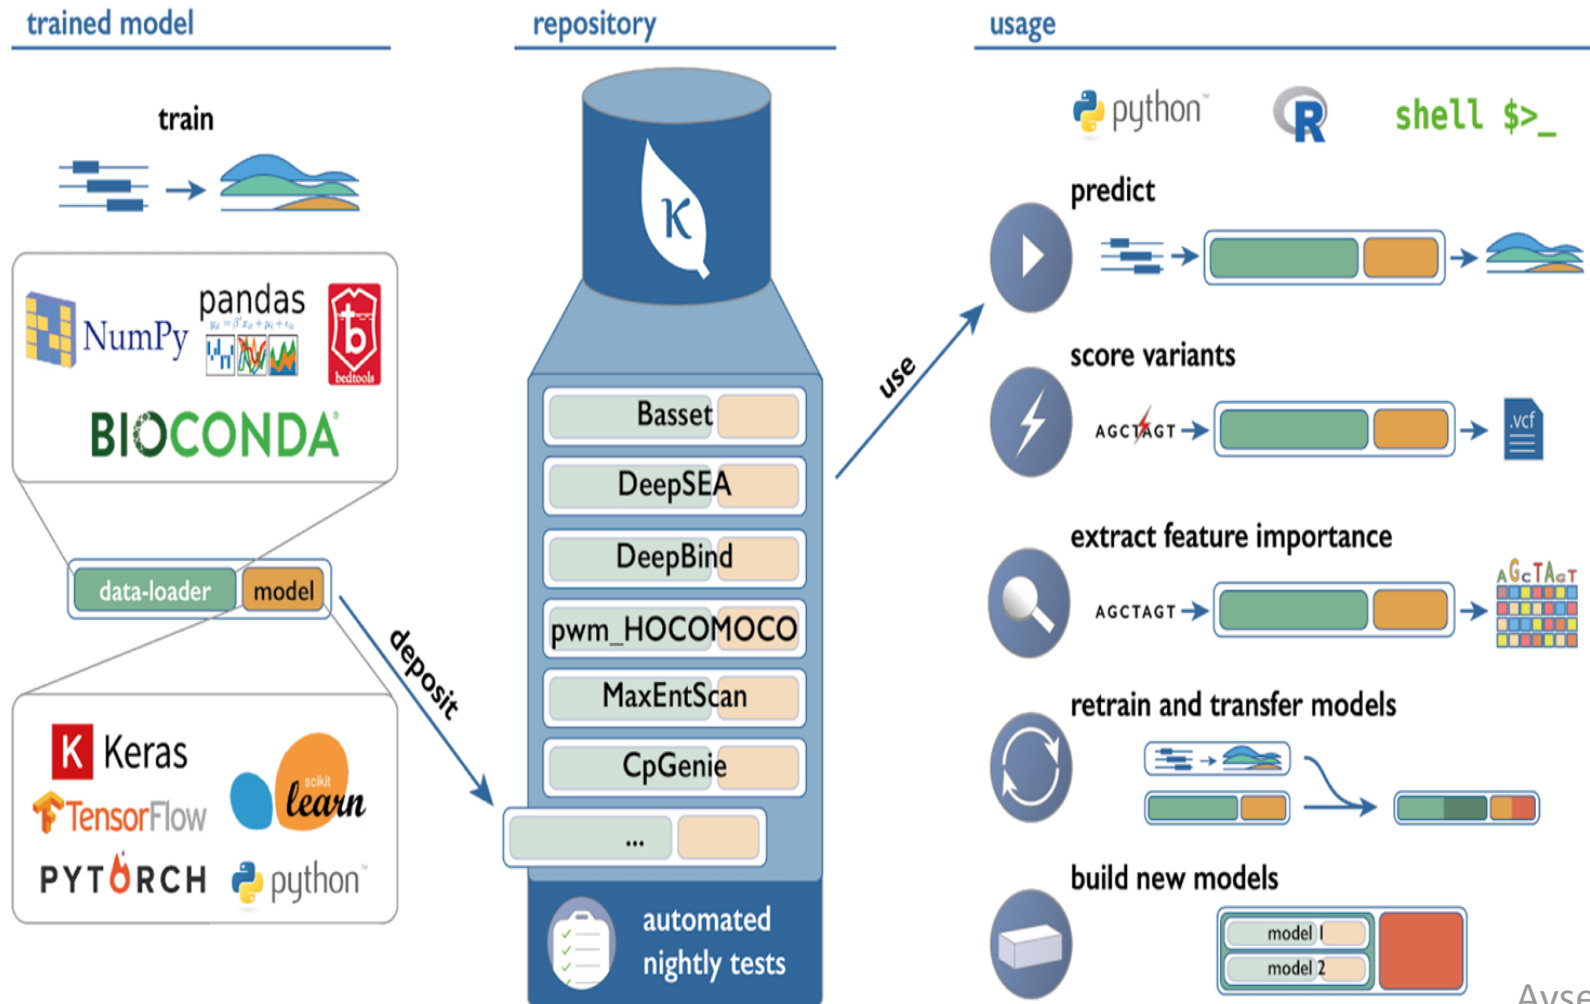 trained model
train
NumPy
pandas
bedtools
BIOCONDA
data-loader
model
K
Keras
TensorFlow
scikit
learn
PYTORCH
python™
deposit
repository
K
Basset
DeepSEA
DeepBind
pwm_HOCOMOCO
MaxEntScan
CpGenie
...
automated
nightly tests
use
usage
python™
R
shell $>_
predict
score variants
AGCTAGT
.vcf
extract feature importance
AGCTAGT
AGCTAGT
retrain and transfer models
build new models
model 1
model 2